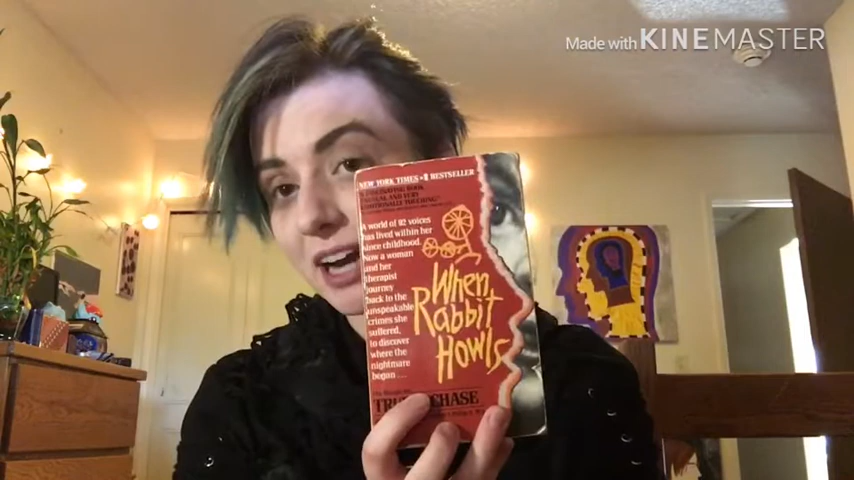 Made with KINEMASTER
NEW YORK TIMES #1 BESTSELLER
A world of 92 voices
has lived within her
since childhood.
Now a woman
and her
therapist
journey
back to the
unspeakable
crimes she
suffered,
to discover
where the
nightmare
began...
When
Rabbit
Howls
CHASE